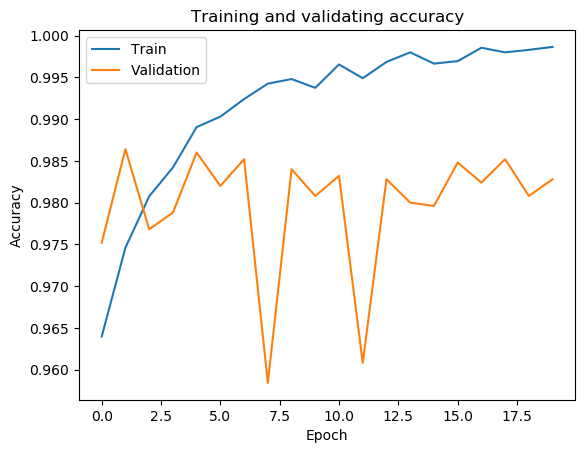 Training and validating accuracy
Train
Validation
1.000
0.995
0.990
0.985
0.980
0.975
0.970
0.965
0.960
Accuracy
0.0 2.5 5.0 7.5 10.0 12.5 15.0 17.5
Epoch